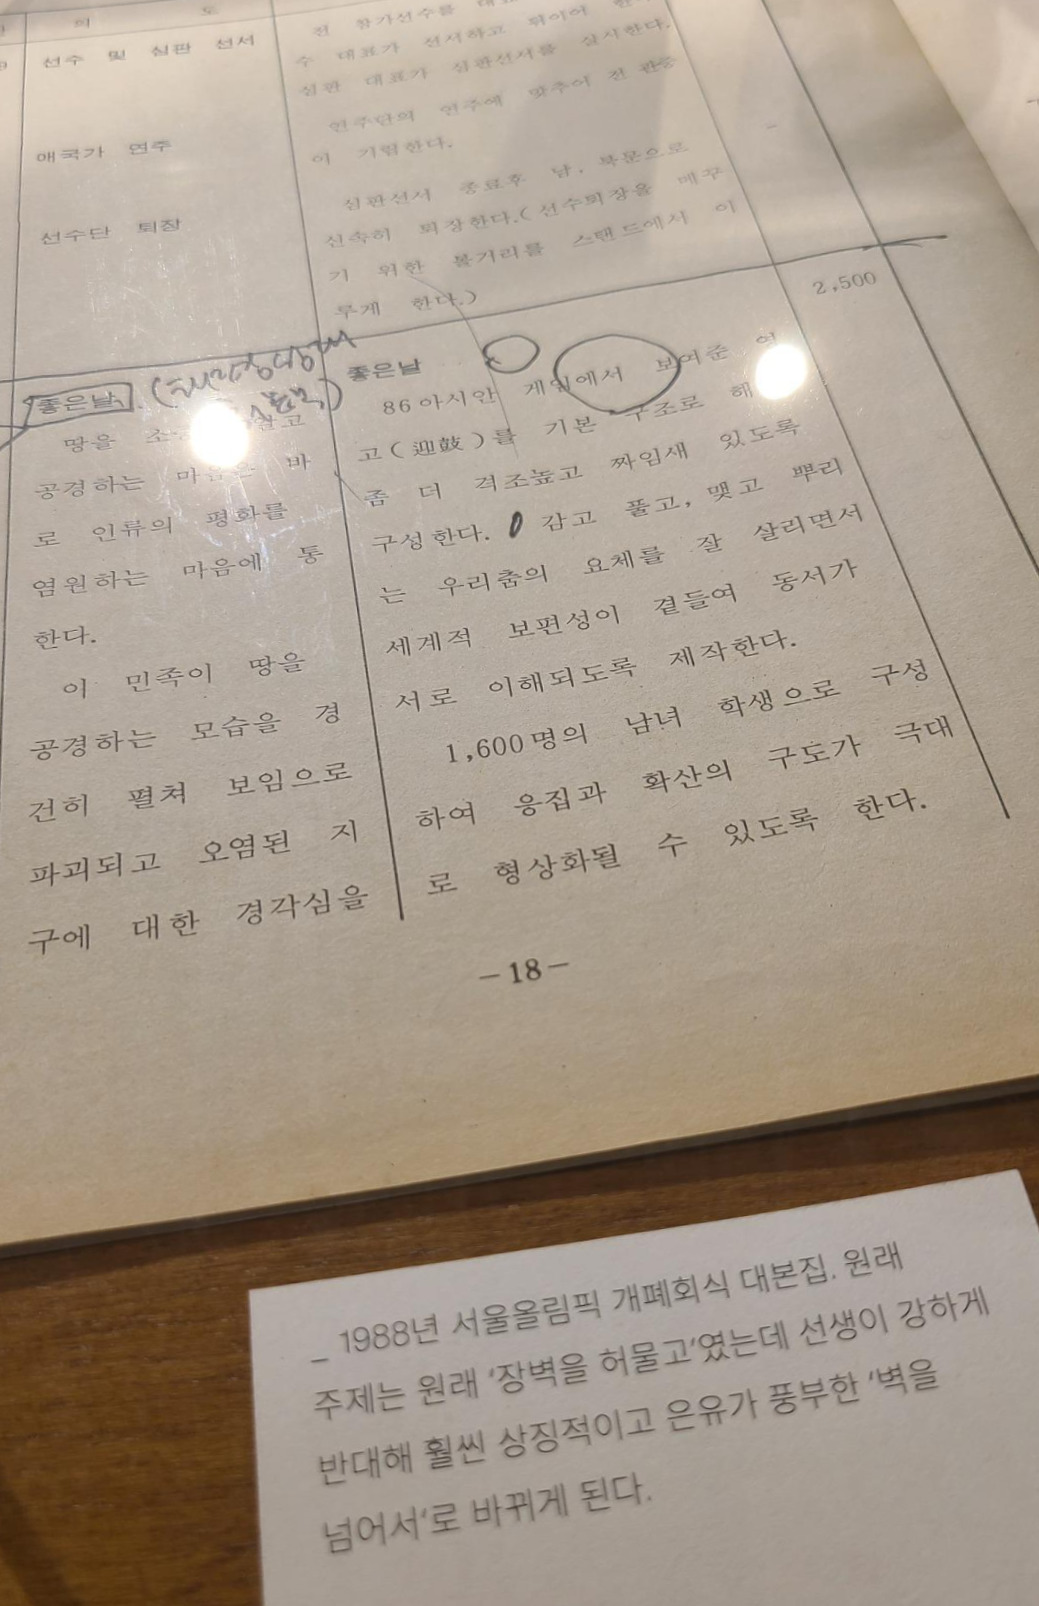 의 도
선수 및 심판 선서
애국가 연주
선수단 퇴장
좋은날
땅을
공경하는 바
로 인류의 평화를
염원하는 마음에 통
한다.
이 민족이 땅을
공경하는 모습을 경
건히 펼쳐 보임으로
파괴되고 오염된 지
구에 대한 경각심을
전 참가선수를
수 대표가 선서하고 뒤이어
심판 대표가 심판선서를 실시한다.
연주단의 연주에 맞추어 전 관중
이 기립한다.
심판선서 종료후 남, 북문으로
신속히 퇴장한다.(선수퇴장을 메꾸
기 위한 볼거리를 스탠드에서 이
루게 한다.)
좋은날
86아시안 게임에서 보여준 영
고(迎鼓)를 기본 구조로 해
좀 더 격조높고 짜임새 있도록
구성한다. 감고 풀고, 맺고 뿌리
는 우리춤의 요체를 잘 살리면서
세계적 보편성이 곁들여 동서가
서로 이해되도록 제작한다.
1,600명의 남녀 학생으로 구성
하여 응집과 확산의 구도가 극대
로 형상화될 수 있도록 한다.
2,500
-18-
_ 1988년 서울올림픽 개폐회식 대본집. 원래
주제는 원래 '장벽을 허물고'였는데 선생이 강하게
반대해 훨씬 상징적이고 은유가 풍부한 '벽을
넘어서'로 바뀌게 된다.